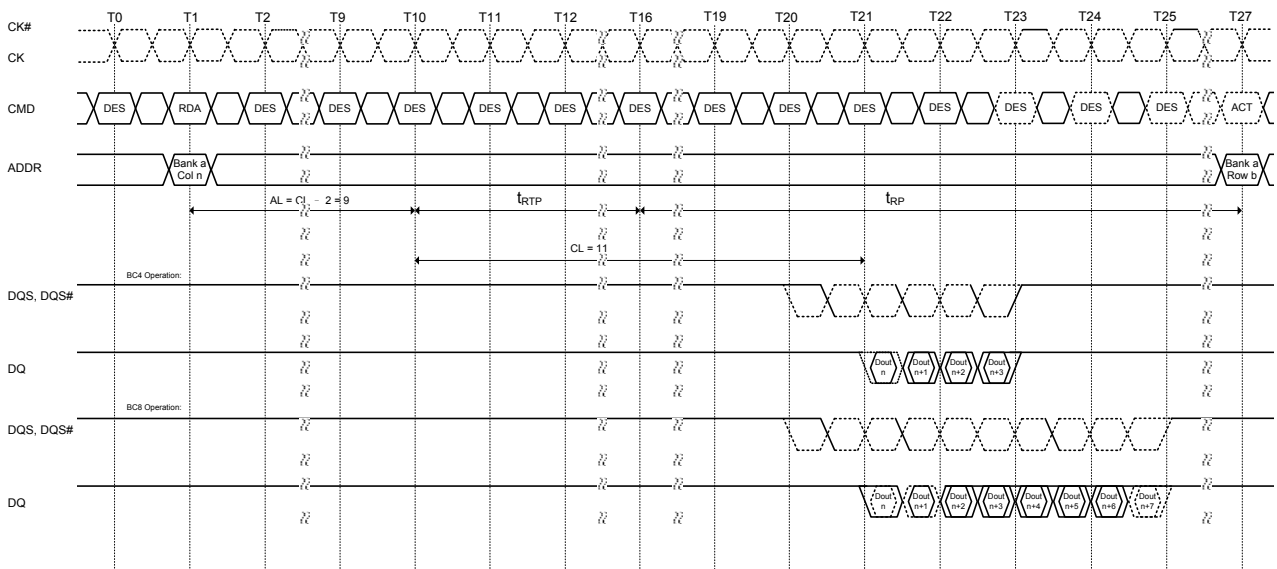 T0 T1 T2 T9 T10 T11 T12 T16 T19 T20 T21 T22 T23 T24 T25 T27
CK#
CK
CMD DES RDA DES DES DES DES DES DES DES DES DES DES DES DES DES ACT
ADDR
Bank a Col n
Bank a Row b
AL = CL - 2 = 9
tRTP
tRP
CL = 11
BC4 Operation:
DQS, DQS#
DQ
Dout n
Dout n+1
Dout n+2
Dout n+3
BC8 Operation:
DQS, DQS#
DQ
Dout n
Dout n+1
Dout n+2
Dout n+3
Dout n+4
Dout n+5
Dout n+6
Dout n+7